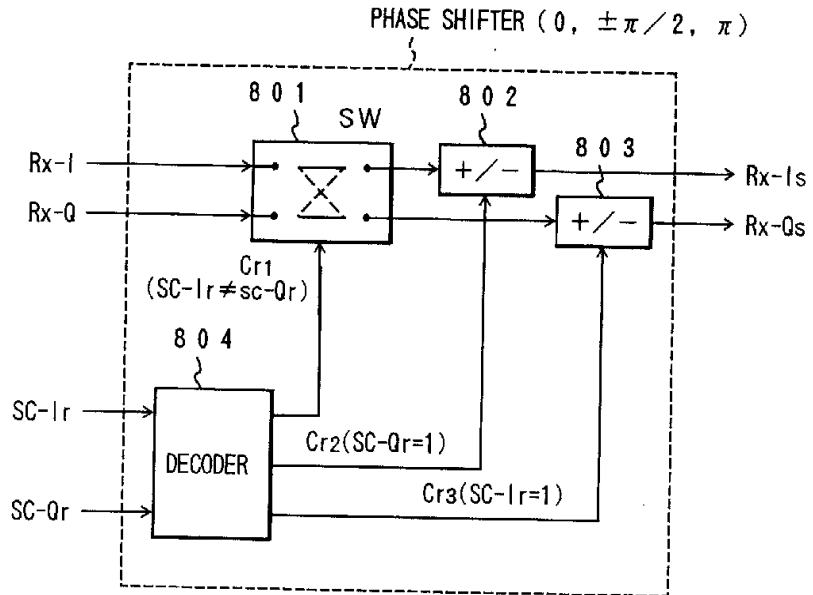 PHASE SHIFTER (0, ±π/2, π)
801
SW
802
803
Rx-I
+/-
Rx-Is
Rx-Q
+/-
Rx-Qs
Cr1
(SC-Ir≠sc-Qr)
804
SC-Ir
Cr2(SC-Qr=1)
DECODER
Cr3(SC-Ir=1)
SC-Qr